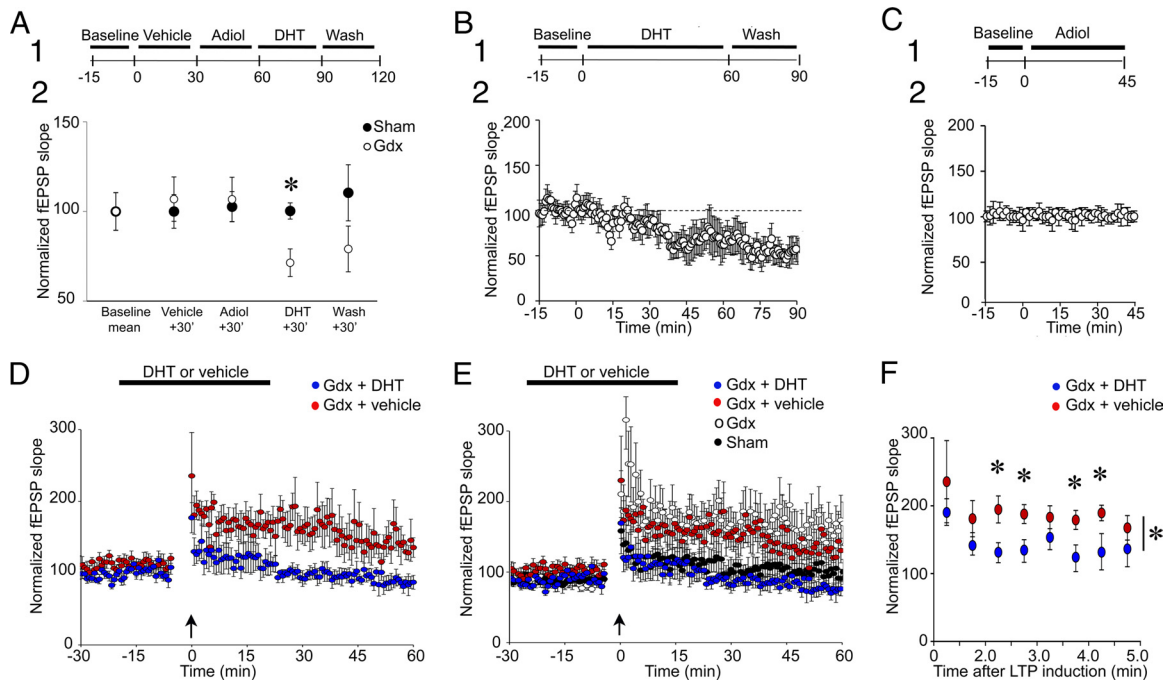 A
1
Baseline Vehicle Adiol DHT Wash
-15 0 30 60 90 120
2
Normalized fEPSP slope
150
100
50
Sham
Gdx
*
Baseline mean
Vehicle +30'
Adiol +30'
DHT +30'
Wash +30'
B
1
Baseline DHT Wash
-15 0 60 90
2
Normalized fEPSP slope
200
150
100
50
0
-15 0 15 30 45 60 75 90
Time (min)
C
1
Baseline Adiol
-15 0 45
2
Normalized fEPSP slope
200
150
100
50
0
-15 0 15 30 45
Time (min)
D
DHT or vehicle
Gdx + DHT
Gdx + vehicle
Normalized fEPSP slope
300
200
100
0
-30 -15 0 15 30 45 60
Time (min)
E
DHT or vehicle
Gdx + DHT
Gdx + vehicle
Gdx
Sham
Normalized fEPSP slope
300
200
100
0
-30 -15 0 15 30 45 60
Time (min)
F
Gdx + DHT
Gdx + vehicle
Normalized fEPSP slope
300
200
100
0
* * * *
*
0 2.0 3.0 4.0 5.0
Time after LTP induction (min)